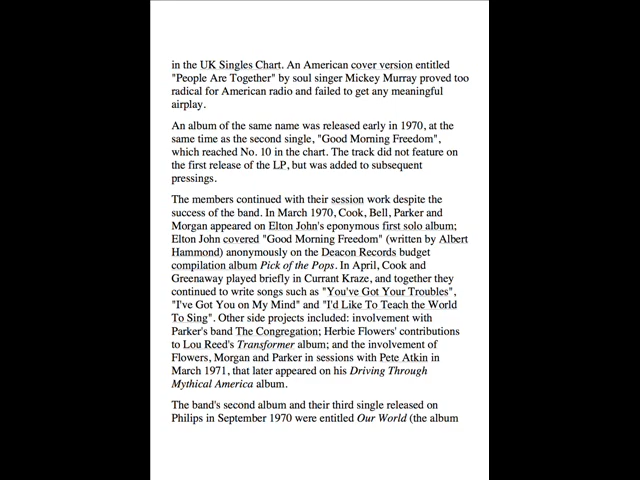 in the UK Singles Chart. An American cover version entitled
"People Are Together" by soul singer Mickey Murray proved too
radical for American radio and failed to get any meaningful
airplay.
An album of the same name was released early in 1970, at the
same time as the second single, "Good Morning Freedom",
which reached No. 10 in the chart. The track did not feature on
the first release of the LP, but was added to subsequent
pressings.
The members continued with their session work despite the
success of the band. In March 1970, Cook, Bell, Parker and
Morgan appeared on Elton John's eponymous first solo album;
Elton John covered "Good Morning Freedom" (written by Albert
Hammond) anonymously on the Deacon Records budget
compilation album Pick of the Pops. In April, Cook and
Greenaway played briefly in Currant Kraze, and together they
continued to write songs such as "You've Got Your Troubles",
"I've Got You on My Mind" and "I'd Like To Teach the World
To Sing". Other side projects included: involvement with
Parker's band The Congregation; Herbie Flowers' contributions
to Lou Reed's Transformer album; and the involvement of
Flowers, Morgan and Parker in sessions with Pete Atkin in
March 1971, that later appeared on his Driving Through
Mythical America album.
The band's second album and their third single released on
Philips in September 1970 were entitled Our World (the album